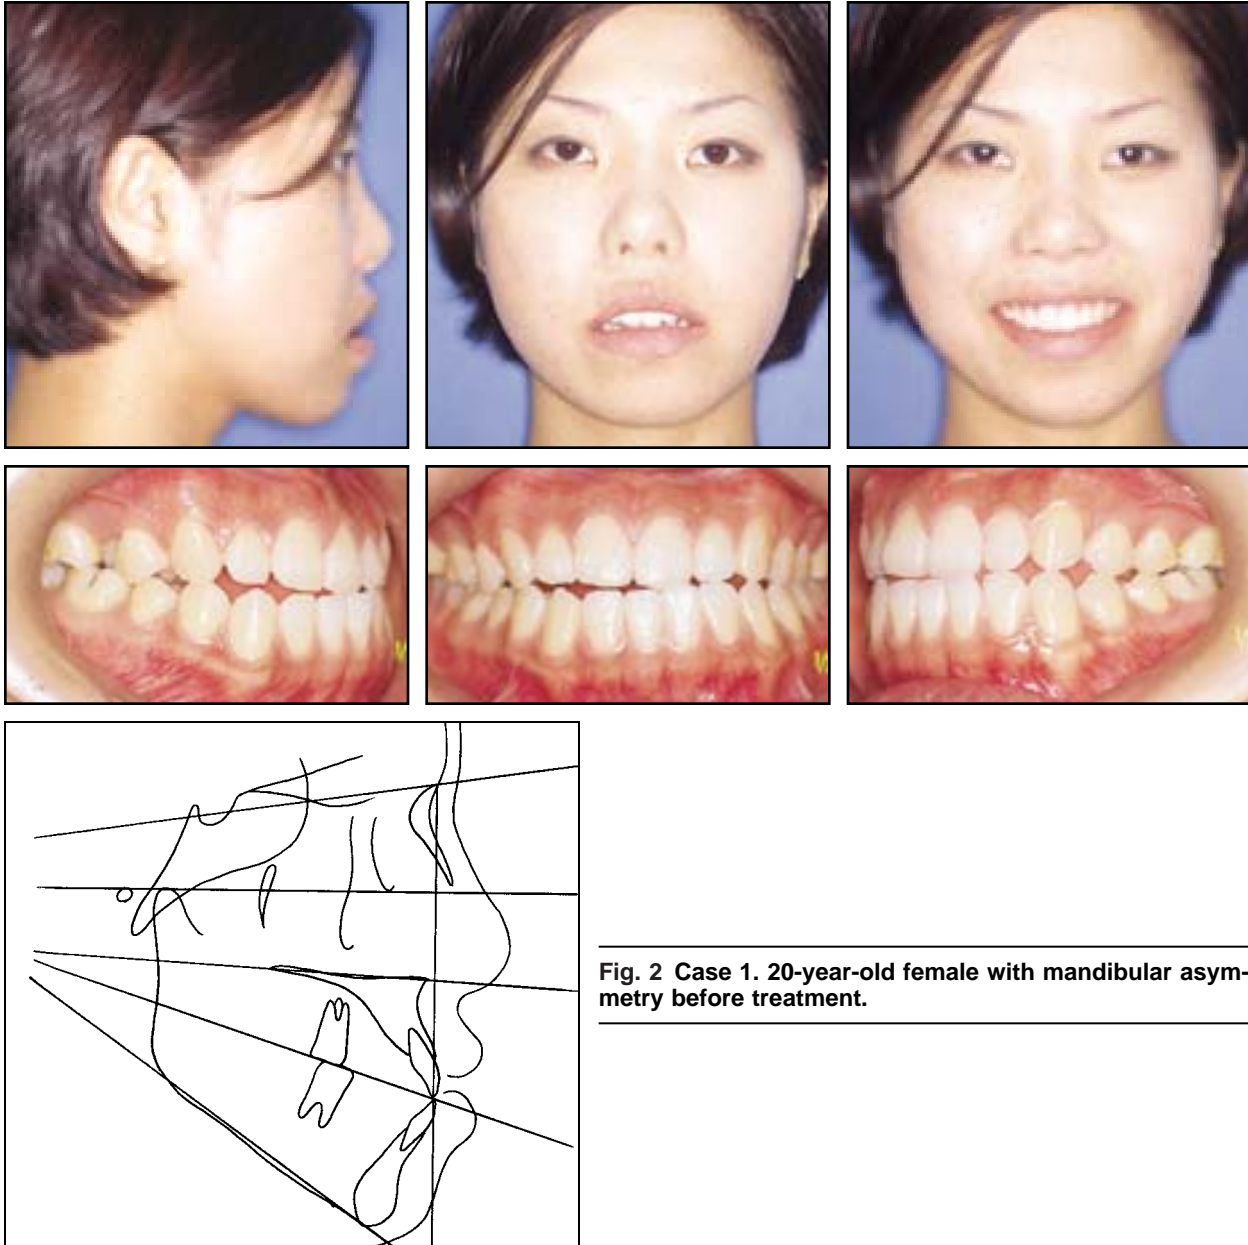 Fig. 2 Case 1. 20-year-old female with mandibular asym-
metry before treatment.